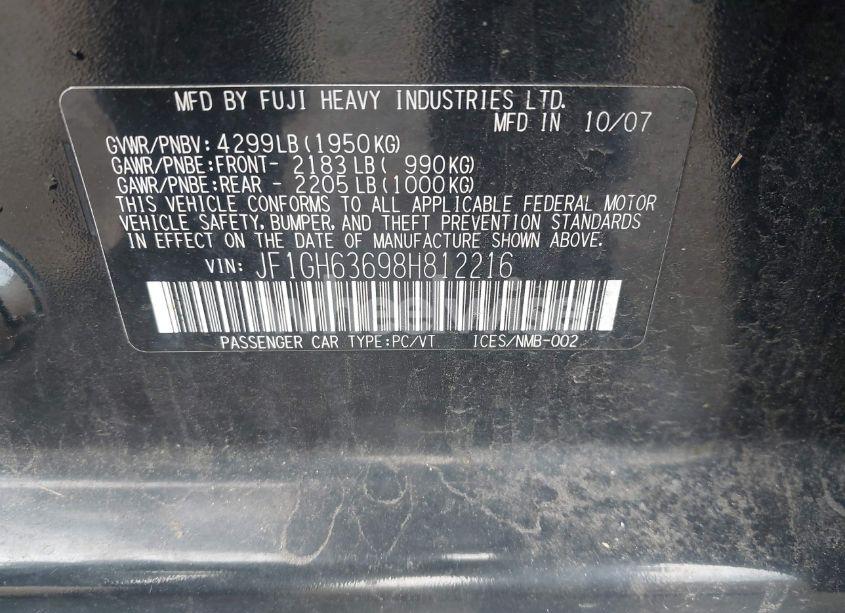 MFD BY FUJI HEAVY INDUSTRIES LTD.
MFD IN 10/07
GVWR/PNBV: 4299LB(1950KG)
GAWR/PNBE:FRONT- 2183LB( 990KG)
GAWR/PNBE:REAR - 2205LB(1000KG)
THIS VEHICLE CONFORMS TO ALL APPLICABLE FEDERAL MOTOR
VEHICLE SAFETY, BUMPER, AND THEFT PREVENTION STANDARDS
IN EFFECT ON THE DATE OF MANUFACTURE SHOWN ABOVE.
VIN: JF1GH63698H812216
PASSENGER CAR TYPE:PC/VT ICES/NMB-002